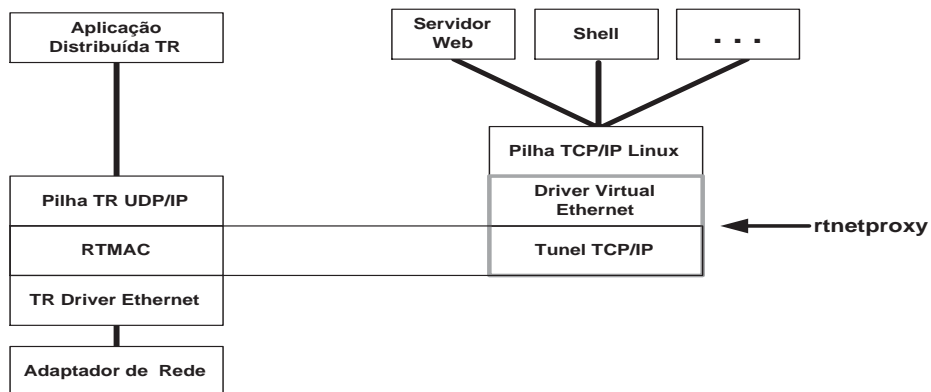 Aplicação
Distribuída TR
Servidor
Web
Shell
. . .
Pilha TCP/IP Linux
Pilha TR UDP/IP
Driver Virtual
Ethernet
rtnetproxy
RTMAC
Tunel TCP/IP
TR Driver Ethernet
Adaptador de Rede